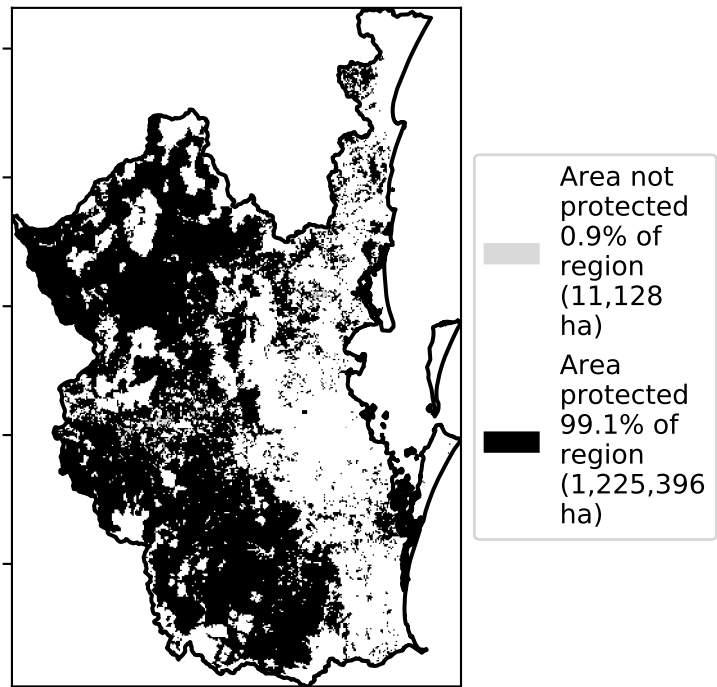 Area not
protected
0.9% of
region
(11,128
ha)
Area
protected
99.1% of
region
(1,225,396
ha)